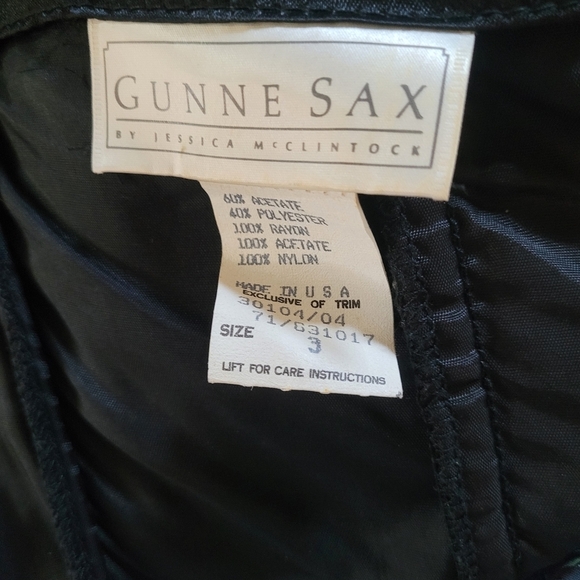 GUNNE SAX
BY JESSICA McCLINTOCK
60% ACETATE
40% POLYESTER
100% RAYON
100% ACETATE
100% NYLON
MADE IN U S A
EXCLUSIVE OF TRIM
30104/04
71/631017
SIZE 3
LIFT FOR CARE INSTRUCTIONS